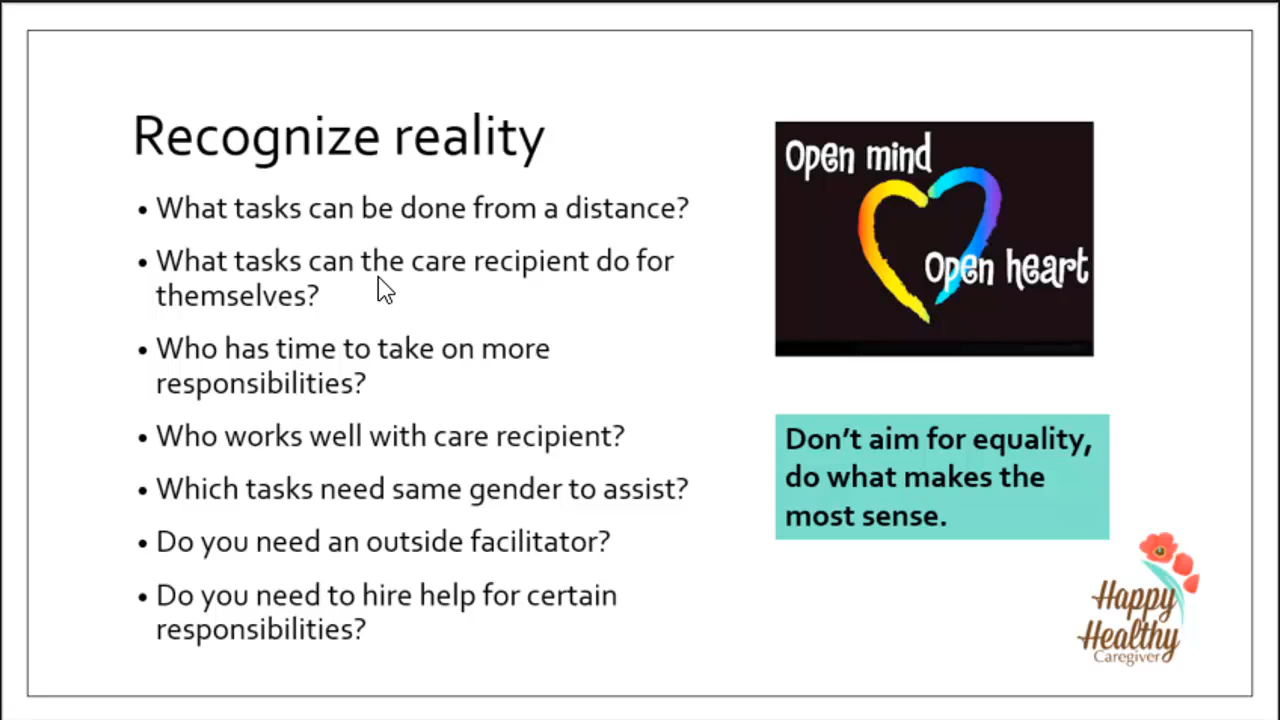 Recognize reality
• What tasks can be done from a distance?
• What tasks can the care recipient do for
themselves?
• Who has time to take on more
responsibilities?
• Who works well with care recipient?
• Which tasks need same gender to assist?
• Do you need an outside facilitator?
• Do you need to hire help for certain
responsibilities?
Open mind
Open heart
Don’t aim for equality,
do what makes the
most sense.
Happy
Healthy
Caregiver